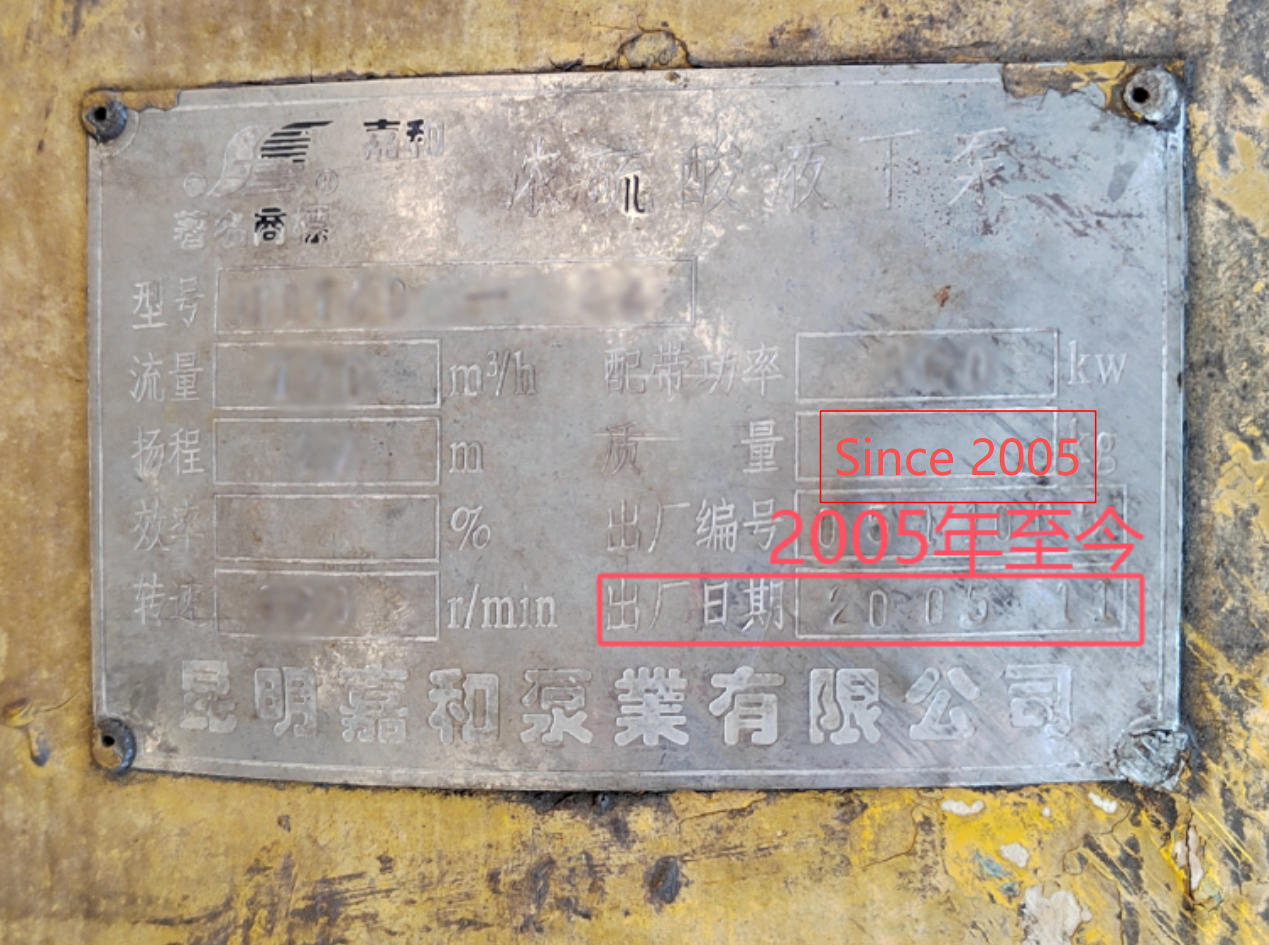 嘉和
浓硫酸液下泵
著名商标
型号
流量 m³/h 配带功率 kw
扬程 m 质量 kg
Since 2005
效率 % 出厂编号
2005年至今
转速 r/min 出厂日期 2005 11
昆明嘉和泵業有限公司